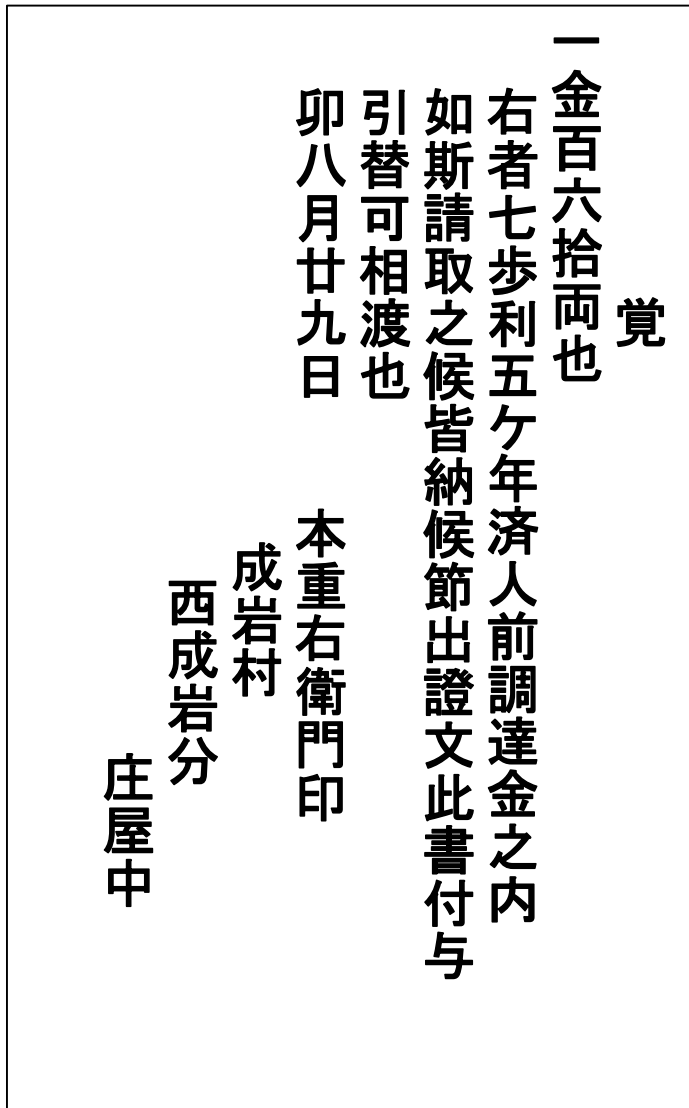 覚
一金百六拾両也
右者七歩利五ケ年済人前調達金之内
如斯請取之候皆納候節出證文此書付与
引替可相渡也
卯八月廿九日　　本重右衛門印
成岩村
西成岩分
庄屋中